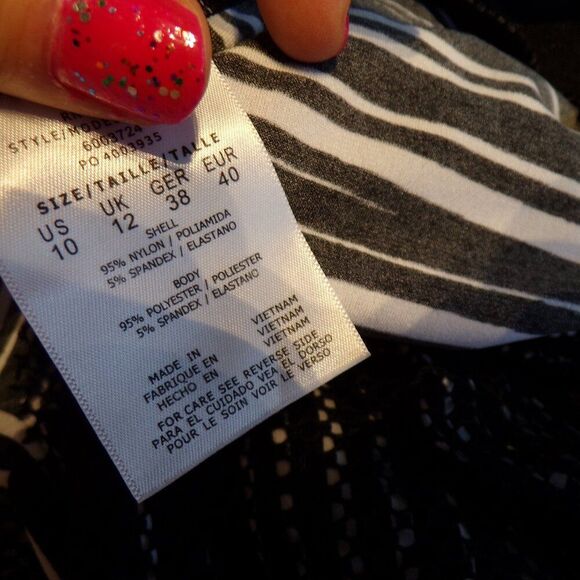 STYLE/MODE
6003724
PO 4093935
SIZE/TAILLE/TALLE
US UK GER EUR
10 12 38 40
SHELL
95% NYLON / POLIAMIDA
5% SPANDEX / ELASTANO
BODY
95% POLYESTER / POLIESTER
5% SPANDEX / ELASTANO
MADE IN VIETNAM
FABRIQUE EN VIETNAM
HECHO EN VIETNAM
FOR CARE SEE REVERSE SIDE
PARA EL CUIDADO VEA EL DORSO
POUR LE SOIN VOIR LE VERSO